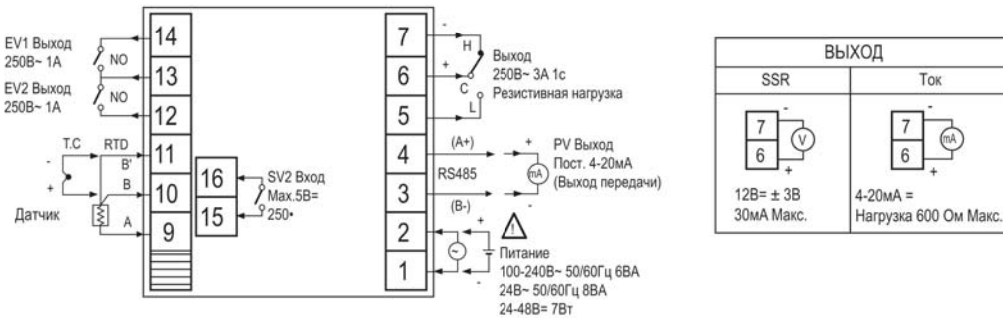 EV1 Выход
250В~ 1А
NO
EV2 Выход
250В~ 1А
NO
T.C
RTD
-
+
B'
B
A
Датчик
14
13
12
11
10
9
16
15
SV2 Вход
Max.5B=
250•
7
6
5
4
3
2
1
-
H
+
C
L
Выход
250В~ 3А 1с
Резистивная нагрузка
(A+)
RS485
(B-)
+
mA
-
PV Выход
Пост. 4-20мА
(Выход передачи)
~
+
-
!
Питание
100-240В~ 50/60Гц 6ВА
24В~ 50/60Гц 8ВА
24-48В= 7Вт
ВЫХОД
SSR
Ток
7
6
-
V
+
12В= ± 3В
30мА Макс.
7
6
-
mA
+
4-20мА =
Нагрузка 600 Ом Макс.